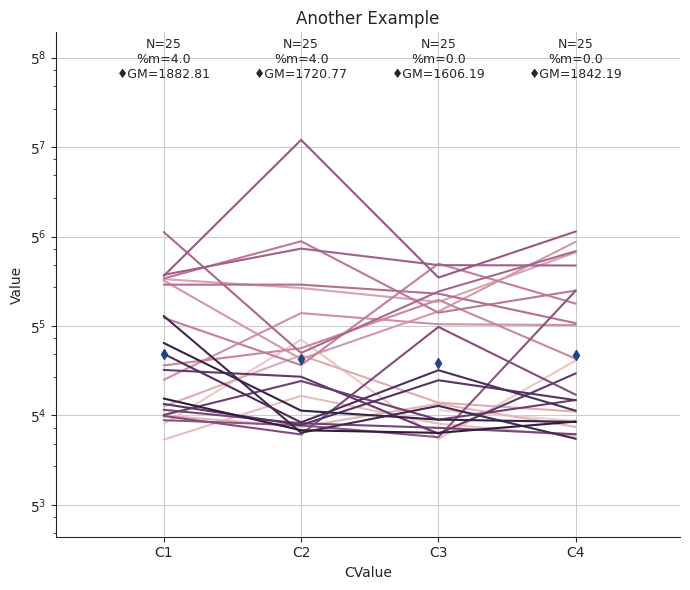 Another Example
N=25 N=25 N=25 N=25
%m=4.0 %m=4.0 %m=0.0 %m=0.0
♦GM=1882.81 ♦GM=1720.77 ♦GM=1606.19 ♦GM=1842.19
5⁸
5⁷
5⁶
5⁵
5⁴
5³
Value
C1 C2 C3 C4
CValue